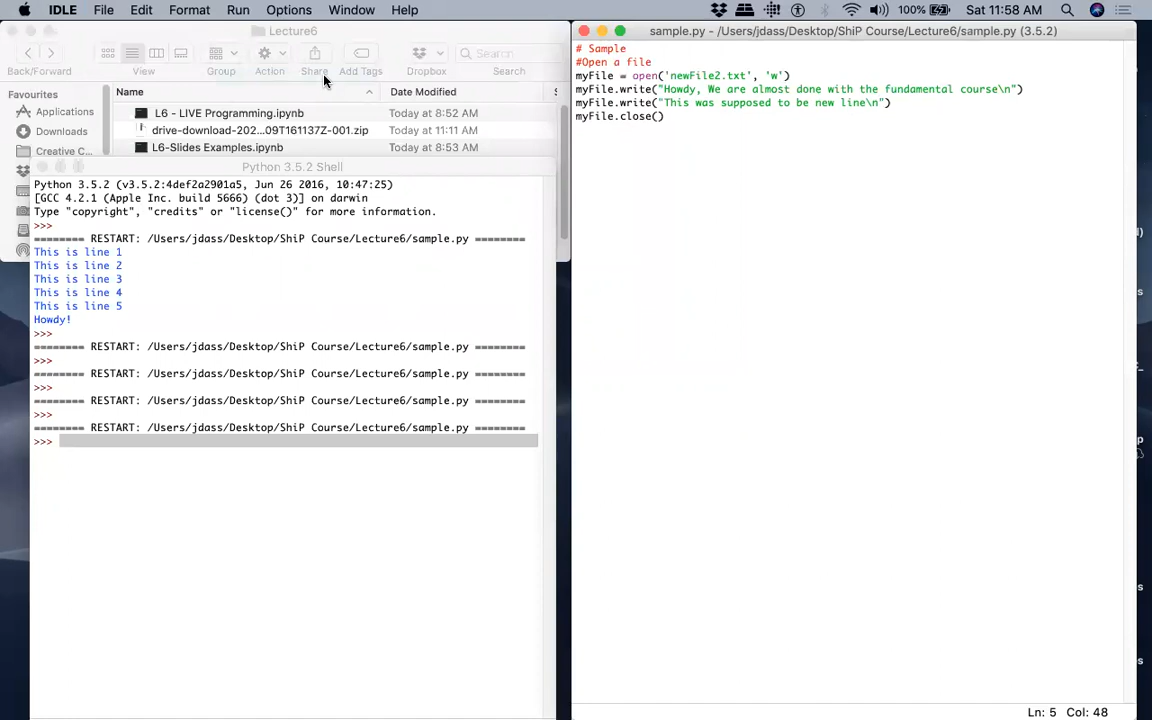 IDLE File Edit Format Run Options Window Help 100% Sat 11:58 AM
Lecture6
Back/Forward View Group Action Share Add Tags Dropbox Search
Search
Favourites
Applications
Downloads
Creative C...
Name Date Modified
L6 - LIVE Programming.ipynb Today at 8:52 AM
drive-download-202...09T161137Z-001.zip Today at 11:11 AM
L6-Slides Examples.ipynb Today at 8:53 AM
Python 3.5.2 Shell
Python 3.5.2 (v3.5.2:4def2a2901a5, Jun 26 2016, 10:47:25)
[GCC 4.2.1 (Apple Inc. build 5666) (dot 3)] on darwin
Type "copyright", "credits" or "license()" for more information.
>>>
======== RESTART: /Users/jdass/Desktop/ShiP Course/Lecture6/sample.py ========
This is line 1
This is line 2
This is line 3
This is line 4
This is line 5
Howdy!
>>>
======== RESTART: /Users/jdass/Desktop/ShiP Course/Lecture6/sample.py ========
>>>
======== RESTART: /Users/jdass/Desktop/ShiP Course/Lecture6/sample.py ========
>>>
======== RESTART: /Users/jdass/Desktop/ShiP Course/Lecture6/sample.py ========
>>>
======== RESTART: /Users/jdass/Desktop/ShiP Course/Lecture6/sample.py ========
>>>
sample.py - /Users/jdass/Desktop/ShiP Course/Lecture6/sample.py (3.5.2)
# Sample
#Open a file
myFile = open('newFile2.txt', 'w')
myFile.write("Howdy, We are almost done with the fundamental course\n")
myFile.write("This was supposed to be new line\n")
myFile.close()
Ln: 5 Col: 48